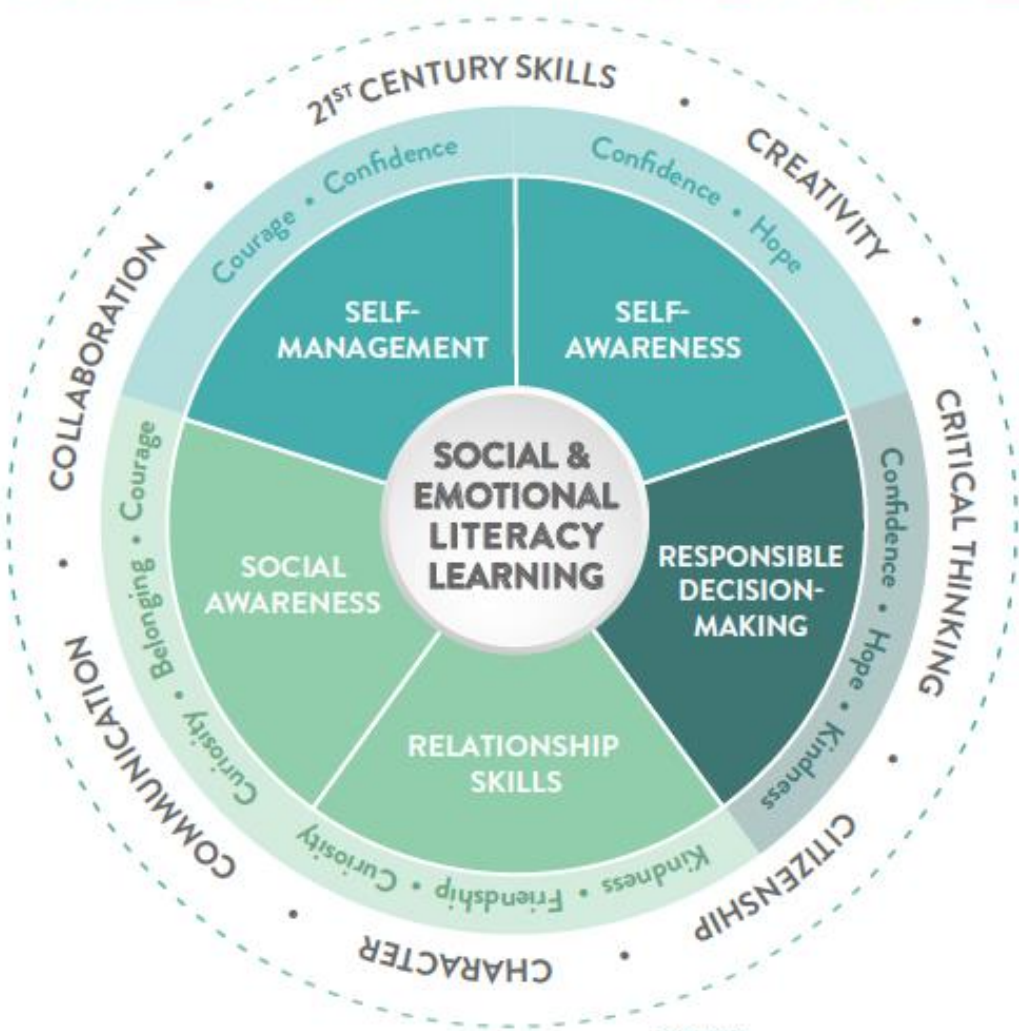 21ST CENTURY SKILLS
•
CREATIVITY
•
CRITICAL THINKING
•
CITIZENSHIP
•
CHARACTER
•
COMMUNICATION
•
COLLABORATION
•
Courage • Confidence
Confidence • Hope
Confidence • Hope • Kindness
Kindness • Friendship • Curiosity
Curiosity • Belonging • Courage
SELF-
MANAGEMENT
SELF-
AWARENESS
SOCIAL &
EMOTIONAL
LITERACY
LEARNING
RESPONSIBLE
DECISION-
MAKING
SOCIAL
AWARENESS
RELATIONSHIP
SKILLS